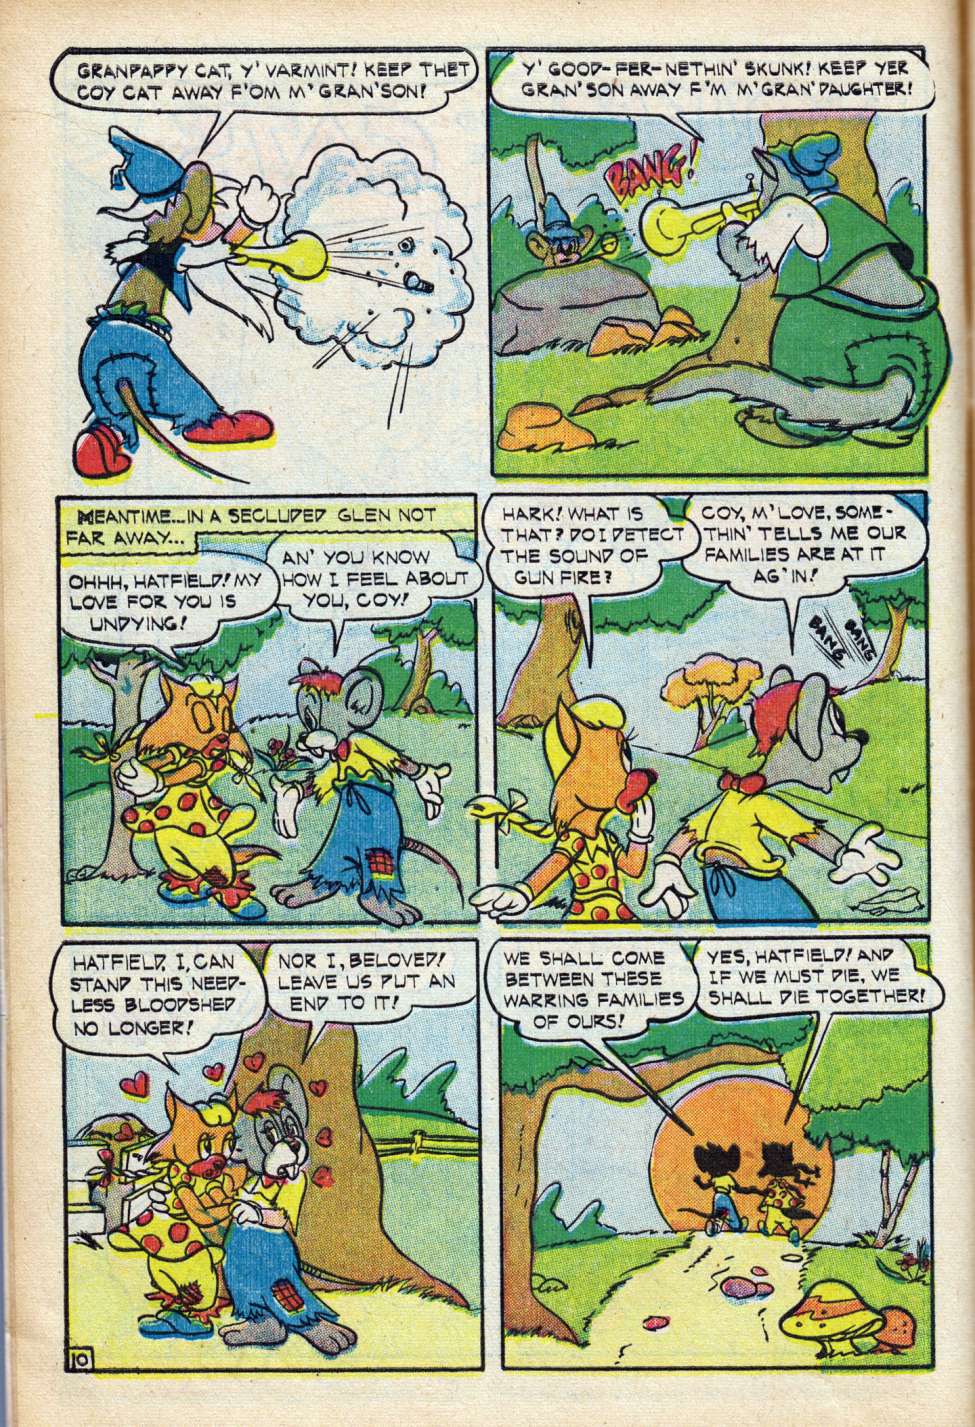 GRANPAPPY CAT, Y' VARMINT! KEEP THET
COY CAT AWAY F'OM M' GRAN'SON!
Y' GOOD-FER-NETHIN' SKUNK! KEEP YER
GRAN'SON AWAY F'M M' GRAN'DAUGHTER!
BANG!
MEANTIME...IN A SECLUDED GLEN NOT
FAR AWAY...
OHHH, HATFIELD! MY
LOVE FOR YOU IS
UNDYING!
AN' YOU KNOW
HOW I FEEL ABOUT
YOU, COY!
HARK! WHAT IS
THAT? DO I DETECT
THE SOUND OF
GUN FIRE?
COY, M'LOVE, SOME-
THIN' TELLS ME OUR
FAMILIES ARE AT IT
AG'IN!
BANG
BANG
HATFIELD, I, CAN
STAND THIS NEED-
LESS BLOODSHED
NO LONGER!
NOR I, BELOVED!
LEAVE US PUT AN
END TO IT!
WE SHALL COME
BETWEEN THESE
WARRING FAMILIES
OF OURS!
YES, HATFIELD! AND
IF WE MUST DIE, WE
SHALL DIE TOGETHER!
10